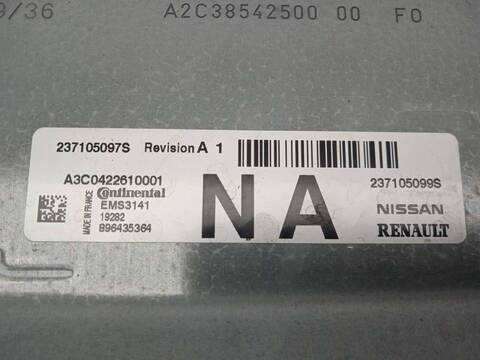 9/36 A2C38542500 00 F0
237105097S Revision A 1
A3C0422610001
Continental
EMS3141
19282
896435364
MADE IN FRANCE
NA
237105099S
NISSAN
RENAULT